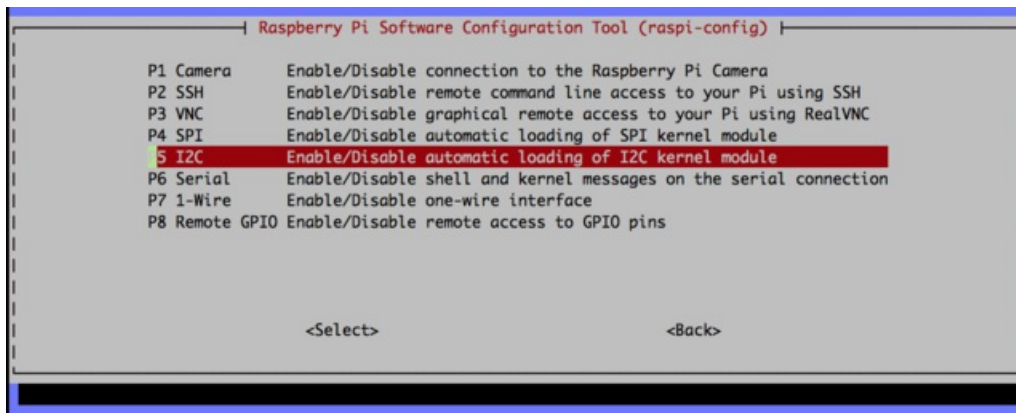 Raspberry Pi Software Configuration Tool (raspi-config)
P1 Camera Enable/Disable connection to the Raspberry Pi Camera
P2 SSH Enable/Disable remote command line access to your Pi using SSH
P3 VNC Enable/Disable graphical remote access to your Pi using RealVNC
P4 SPI Enable/Disable automatic loading of SPI kernel module
5 I2C Enable/Disable automatic loading of I2C kernel module
P6 Serial Enable/Disable shell and kernel messages on the serial connection
P7 1-Wire Enable/Disable one-wire interface
P8 Remote GPIO Enable/Disable remote access to GPIO pins
<Select> <Back>